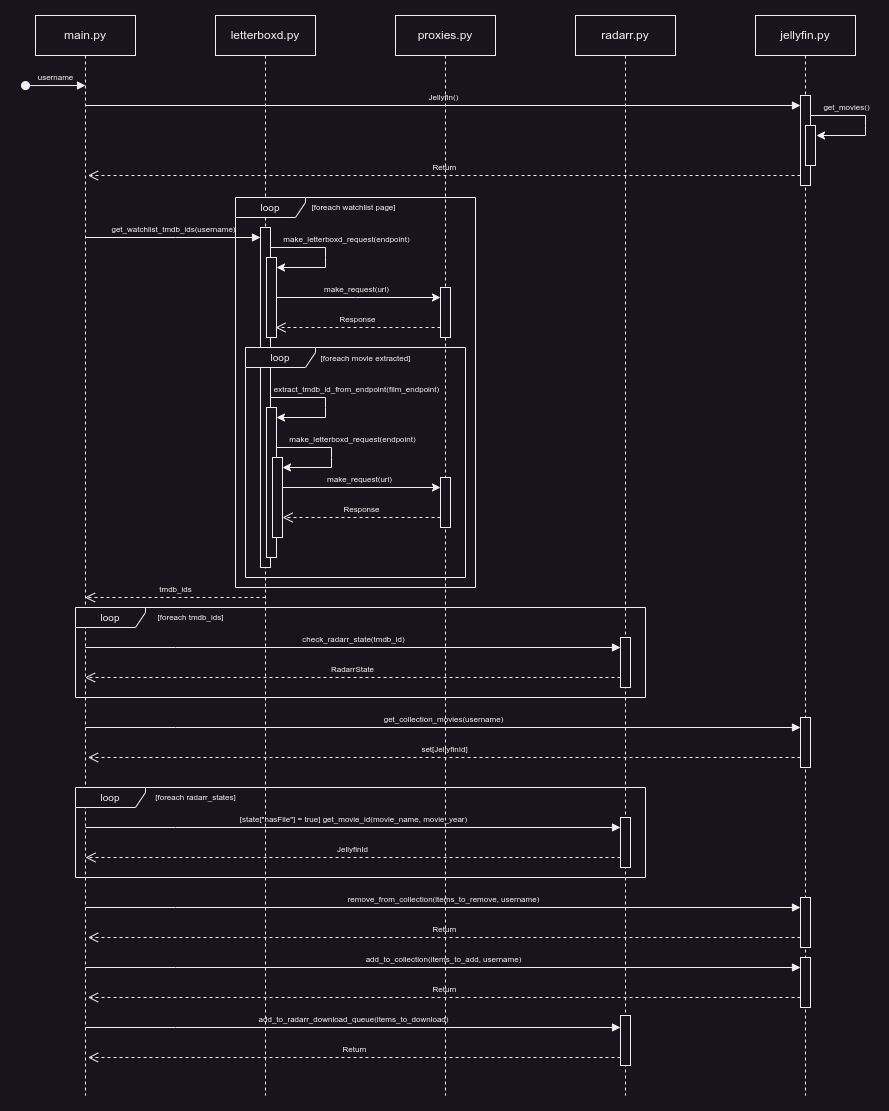 main.py
letterboxd.py
proxies.py
radarr.py
jellyfin.py
username
Jellyfin()
get_movies()
Return
loop
[foreach watchlist page]
get_watchlist_tmdb_ids(username)
make_letterboxd_request(endpoint)
make_request(url)
Response
loop
[foreach movie extracted]
extract_tmdb_id_from_endpoint(film_endpoint)
make_letterboxd_request(endpoint)
make_request(url)
Response
tmdb_ids
loop
[foreach tmdb_ids]
check_radarr_state(tmdb_id)
RadarrState
get_collection_movies(username)
set[JellyfinId]
loop
[foreach radarr_states]
[state["hasFile"] = true] get_movie_id(movie_name, movie_year)
JellyfinId
remove_from_collection(items_to_remove, username)
Return
add_to_collection(items_to_add, username)
Return
add_to_radarr_download_queue(items_to_download)
Return